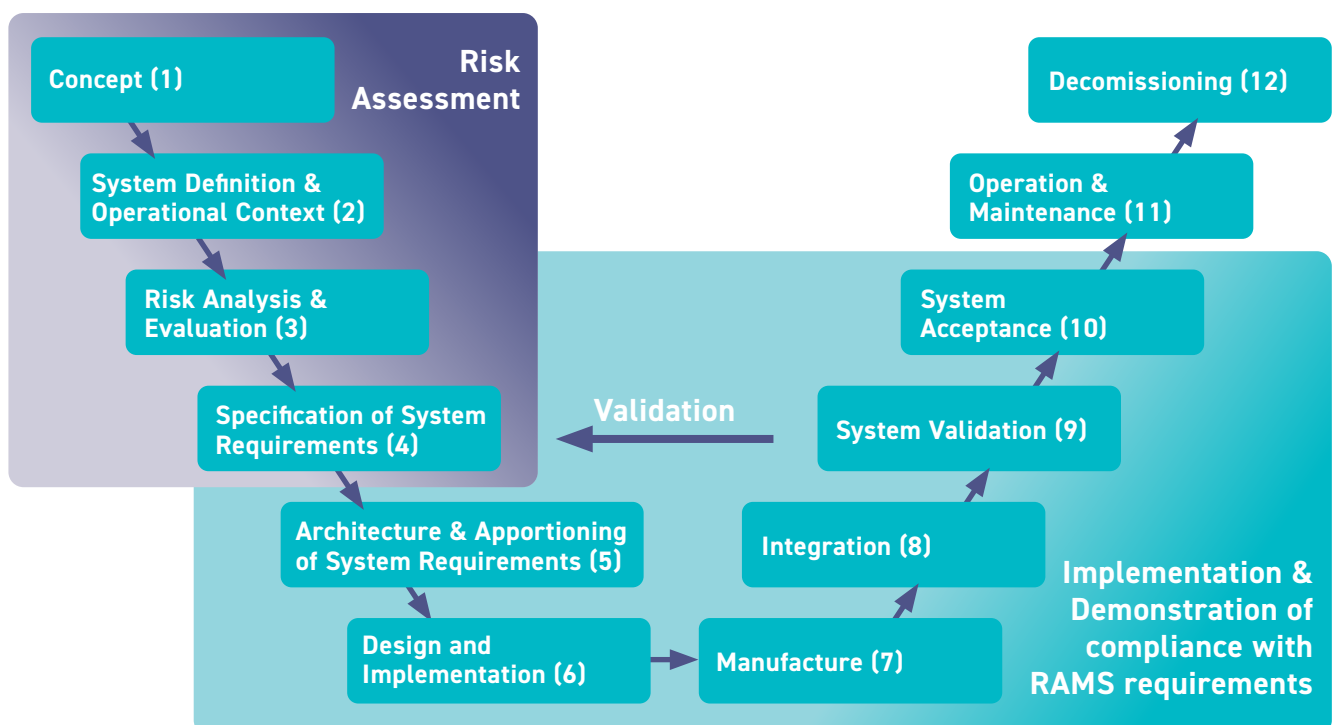 Concept (1)
Risk
Assessment
System Definition &
Operational Context (2)
Risk Analysis &
Evaluation (3)
Specification of System
Requirements (4)
Architecture & Apportioning
of System Requirements (5)
Design and
Implementation (6)
Manufacture (7)
Integration (8)
Validation
System Validation (9)
System
Acceptance (10)
Operation &
Maintenance (11)
Decomissioning (12)
Implementation &
Demonstration of
compliance with
RAMS requirements